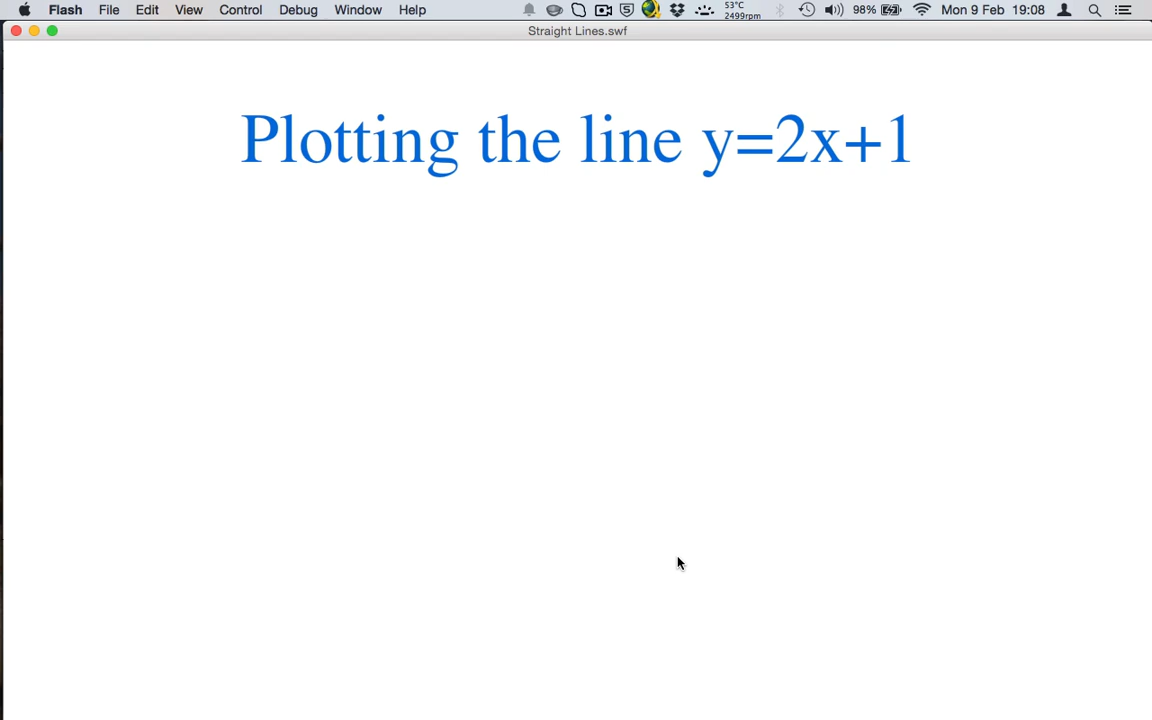 Flash File Edit View Control Debug Window Help 53°C 2499rpm 98% Mon 9 Feb 19:08
Straight Lines.swf
Plotting the line y=2x+1